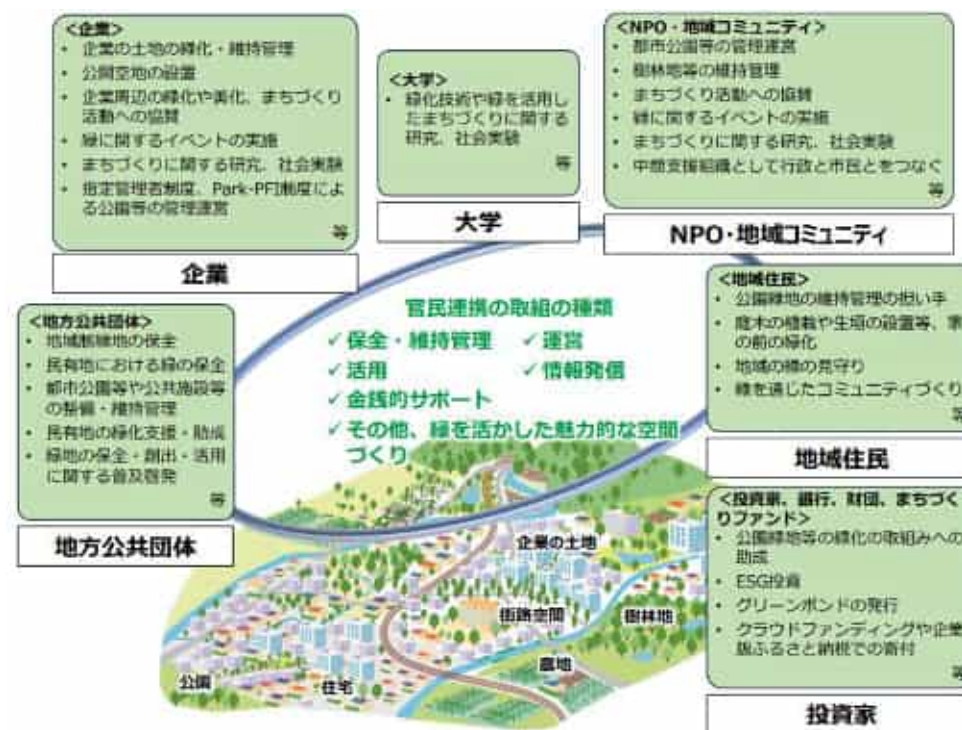 <企業>
• 企業の土地の緑化・維持管理
• 公開空地の設置
• 企業周辺の緑化や美化、まちづくり
活動への協賛
• 緑に関するイベントの実施
• まちづくりに関する研究、社会実験
• 指定管理者制度、Park-PFI制度によ
る公園等の管理運営
等
企業
<大学>
• 緑化技術や緑を活用し
たまちづくりに関する
研究、社会実験
等
大学
<NPO・地域コミュニティ>
• 都市公園等の管理運営
• 樹林地等の維持管理
• まちづくり活動への協賛
• 緑に関するイベントの実施
• まちづくりに関する研究、社会実験
• 中間支援組織として行政と市民とをつなぐ
等
NPO・地域コミュニティ
<地方公共団体>
• 地域制緑地の保全
• 民有地における緑の保全
• 都市公園等や公共施設等
の整備・維持管理
• 民有地の緑化支援・助成
• 緑地の保全・創出・活用
に関する普及啓発
等
地方公共団体
官民連携の取組の種類
✓ 保全・維持管理 ✓ 運営
✓ 活用 ✓ 情報発信
✓ 金銭的サポート
✓ その他、緑を活かした魅力的な空間
づくり
<地域住民>
• 公園緑地の維持管理の担い手
• 庭木の植栽や生垣の設置等、家
の前の緑化
• 地域の緑の見守り
• 緑を通じたコミュニティづくり
等
地域住民
<投資家、銀行、財団、まちづく
りファンド>
• 公園緑地等の緑化の取組みへの
助成
• ESG投資
• グリーンボンドの発行
• クラウドファンディングや企業
版ふるさと納税での寄付
等
投資家
企業の土地
街路空間
樹林地
農地
公園
住宅